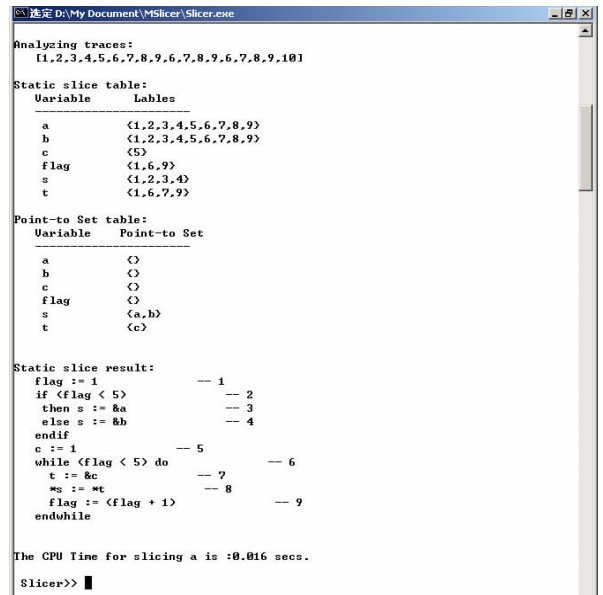 选定 D:\My Document\MSlicer\Slicer.exe
Analyzing traces:
[1,2,3,4,5,6,7,8,9,6,7,8,9,6,7,8,9,10]
Static slice table:
Variable Lables
----------------------
a {1,2,3,4,5,6,7,8,9}
b {1,2,3,4,5,6,7,8,9}
c {5}
flag {1,6,9}
s {1,2,3,4}
t {1,6,7,9}
Point-to Set table:
Variable Point-to Set
----------------------
a {}
b {}
c {}
flag {}
s {a,b}
t {c}
Static slice result:
flag := 1 -- 1
if (flag < 5) -- 2
then s := &a -- 3
else s := &b -- 4
endif
c := 1 -- 5
while (flag < 5) do -- 6
t := &c -- 7
*s := *t -- 8
flag := (flag + 1) -- 9
endwhile
The CPU Time for slicing a is :0.016 secs.
Slicer>>